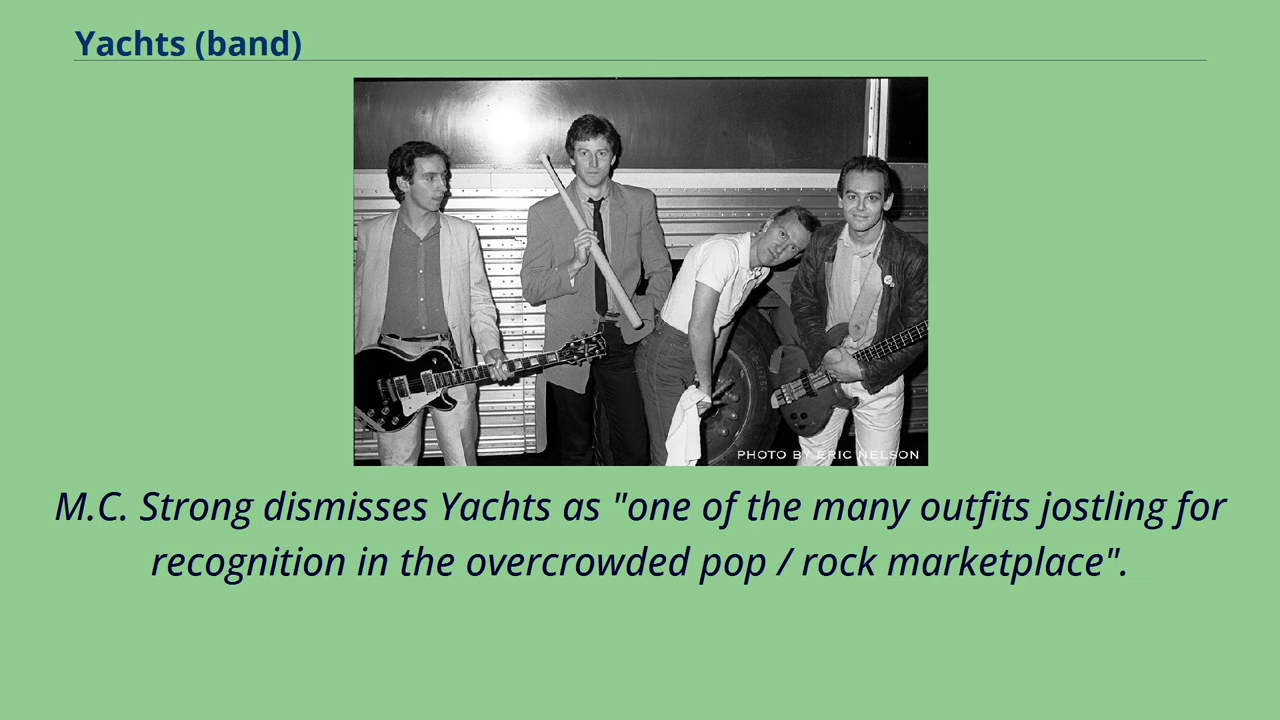 Yachts (band)
PHOTO BY ERIC NELSON
M.C. Strong dismisses Yachts as "one of the many outfits jostling for
recognition in the overcrowded pop / rock marketplace".